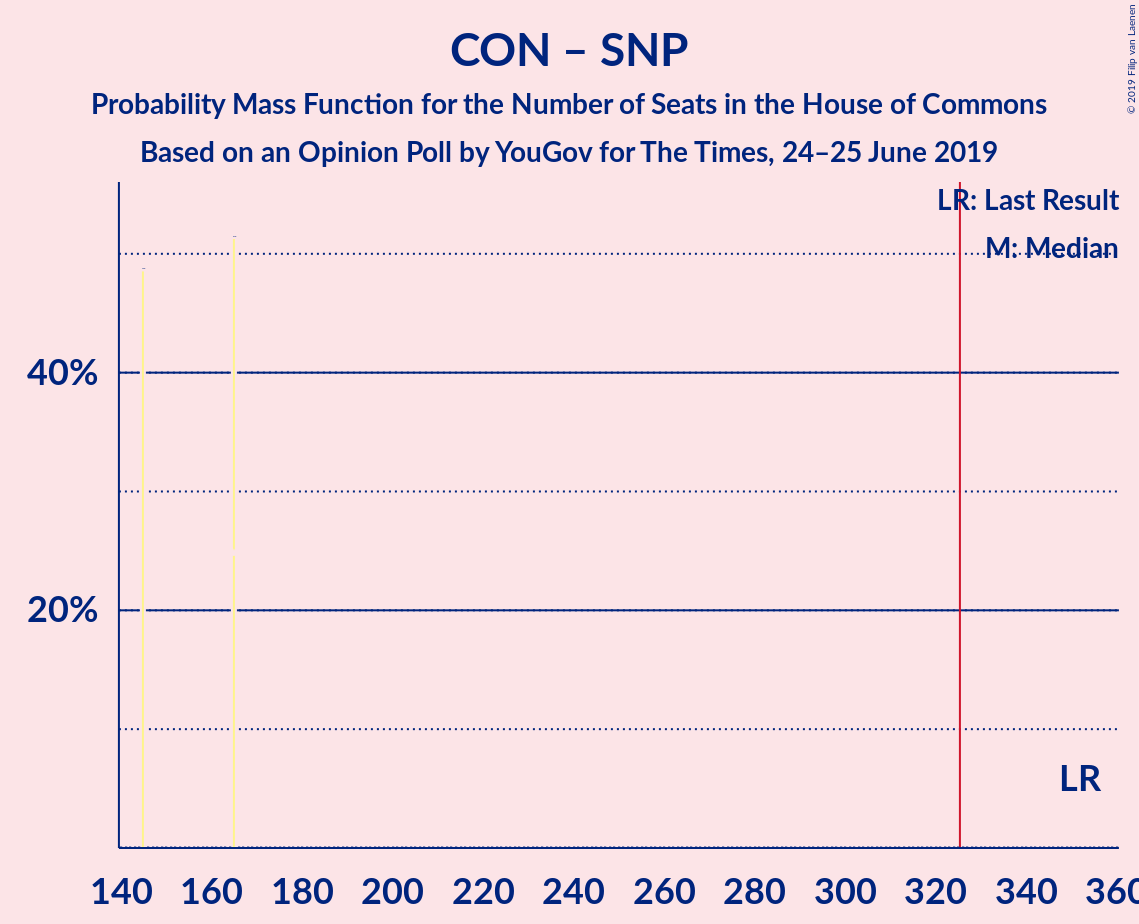 CON – SNP
Probability Mass Function for the Number of Seats in the House of Commons
Based on an Opinion Poll by YouGov for The Times, 24–25 June 2019
© 2019 Filip van Laenen
LR: Last Result
M: Median
40%
20%
LR
140 160 180 200 220 240 260 280 300 320 340 360